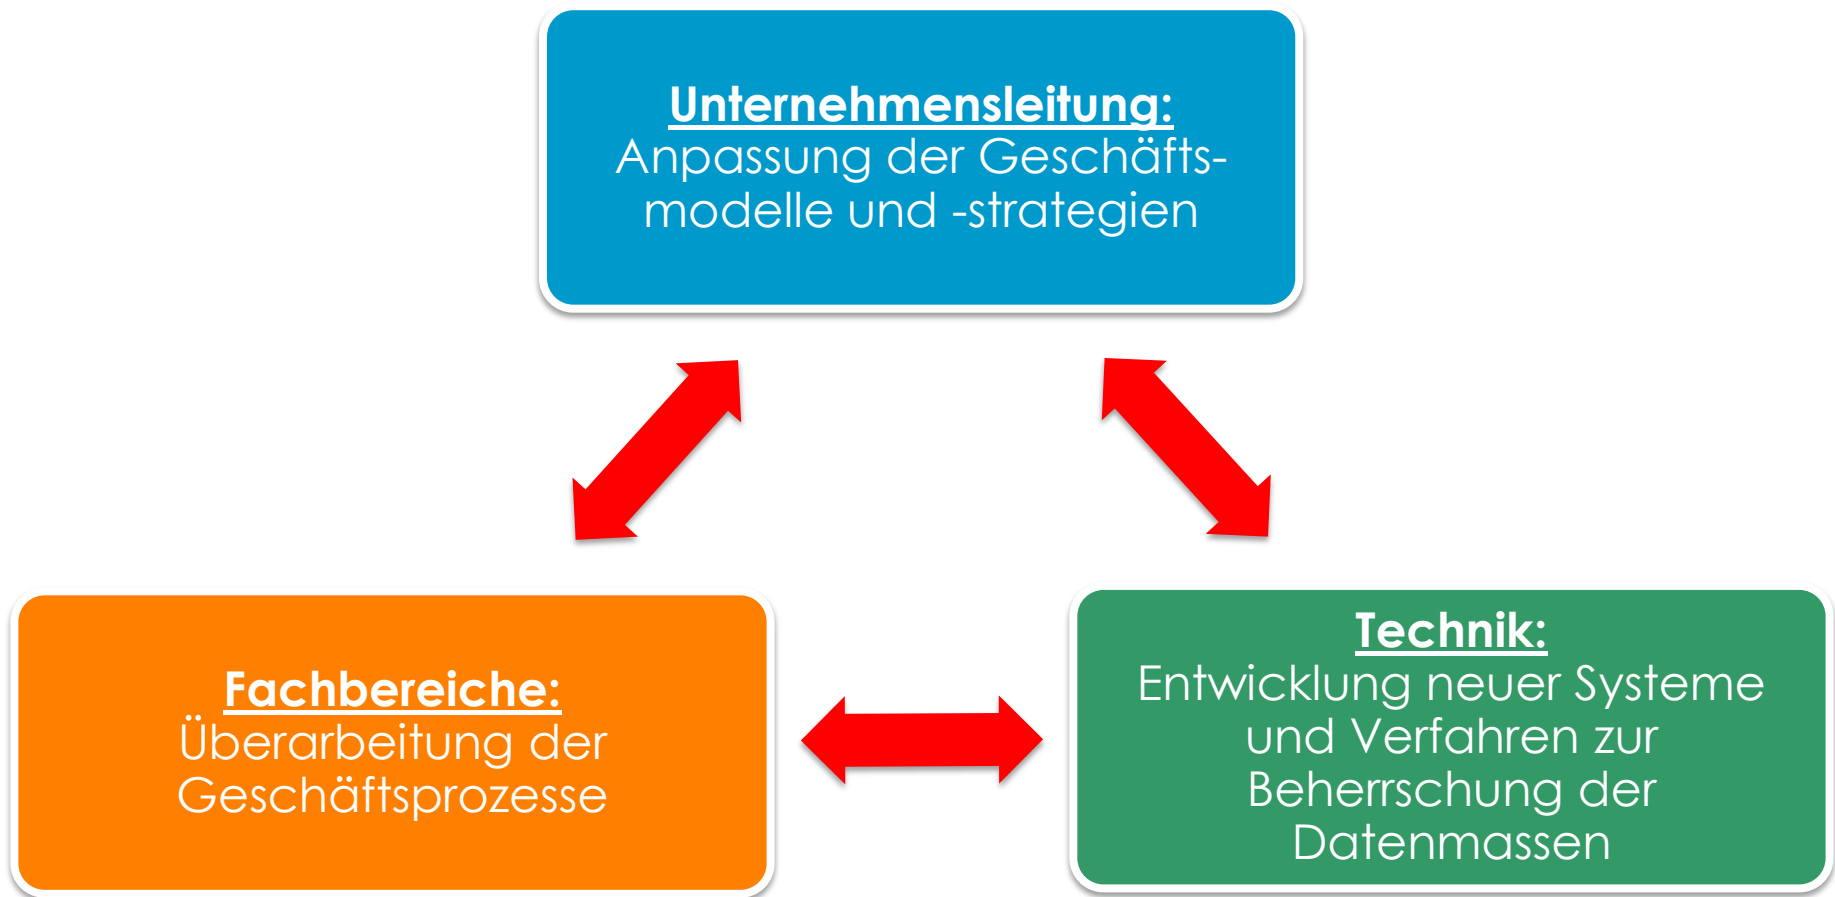 Unternehmensleitung:
Anpassung der Geschäfts-
modelle und -strategien
Fachbereiche:
Überarbeitung der
Geschäftsprozesse
Technik:
Entwicklung neuer Systeme
und Verfahren zur
Beherrschung der
Datenmassen